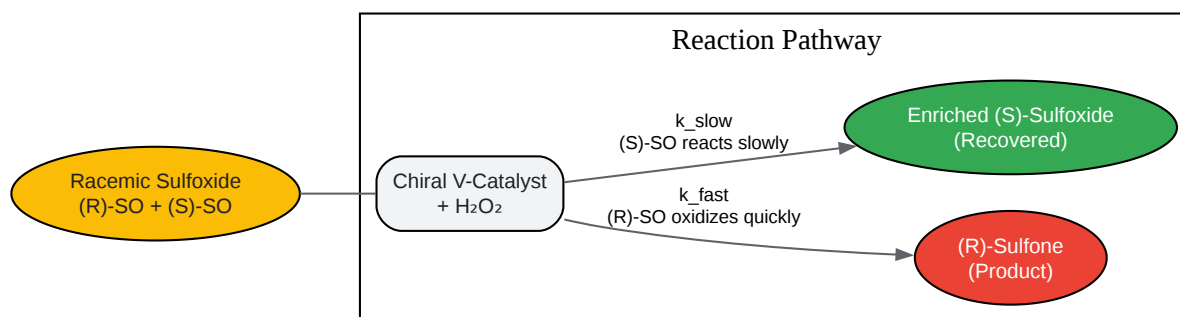 Reaction Pathway
Racemic Sulfoxide
(R)-SO + (S)-SO
Chiral V-Catalyst
+ H₂O₂
k_slow
(S)-SO reacts slowly
k_fast
(R)-SO oxidizes quickly
Enriched (S)-Sulfoxide
(Recovered)
(R)-Sulfone
(Product)